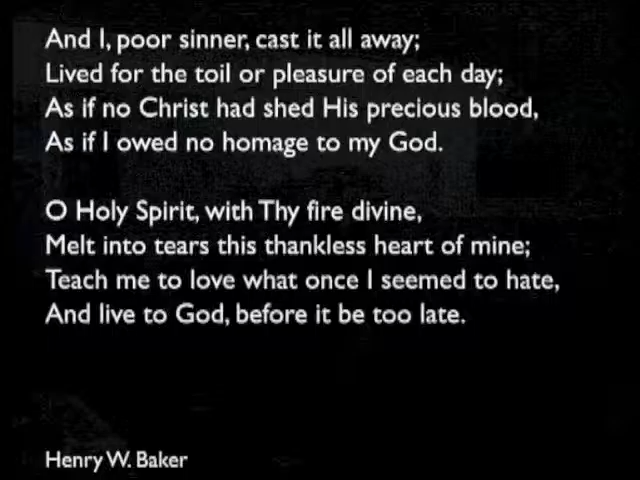 And I, poor sinner, cast it all away;
Lived for the toil or pleasure of each day;
As if no Christ had shed His precious blood,
As if I owed no homage to my God.
O Holy Spirit, with Thy fire divine,
Melt into tears this thankless heart of mine;
Teach me to love what once I seemed to hate,
And live to God, before it be too late.
Henry W. Baker